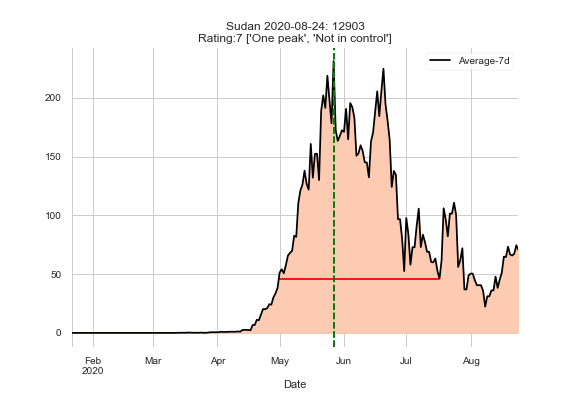 Sudan 2020-08-24: 12903
Rating:7 ['One peak', 'Not in control']
Average-7d
200
150
100
50
0
Feb
2020
Mar
Apr
May
Jun
Jul
Aug
Date